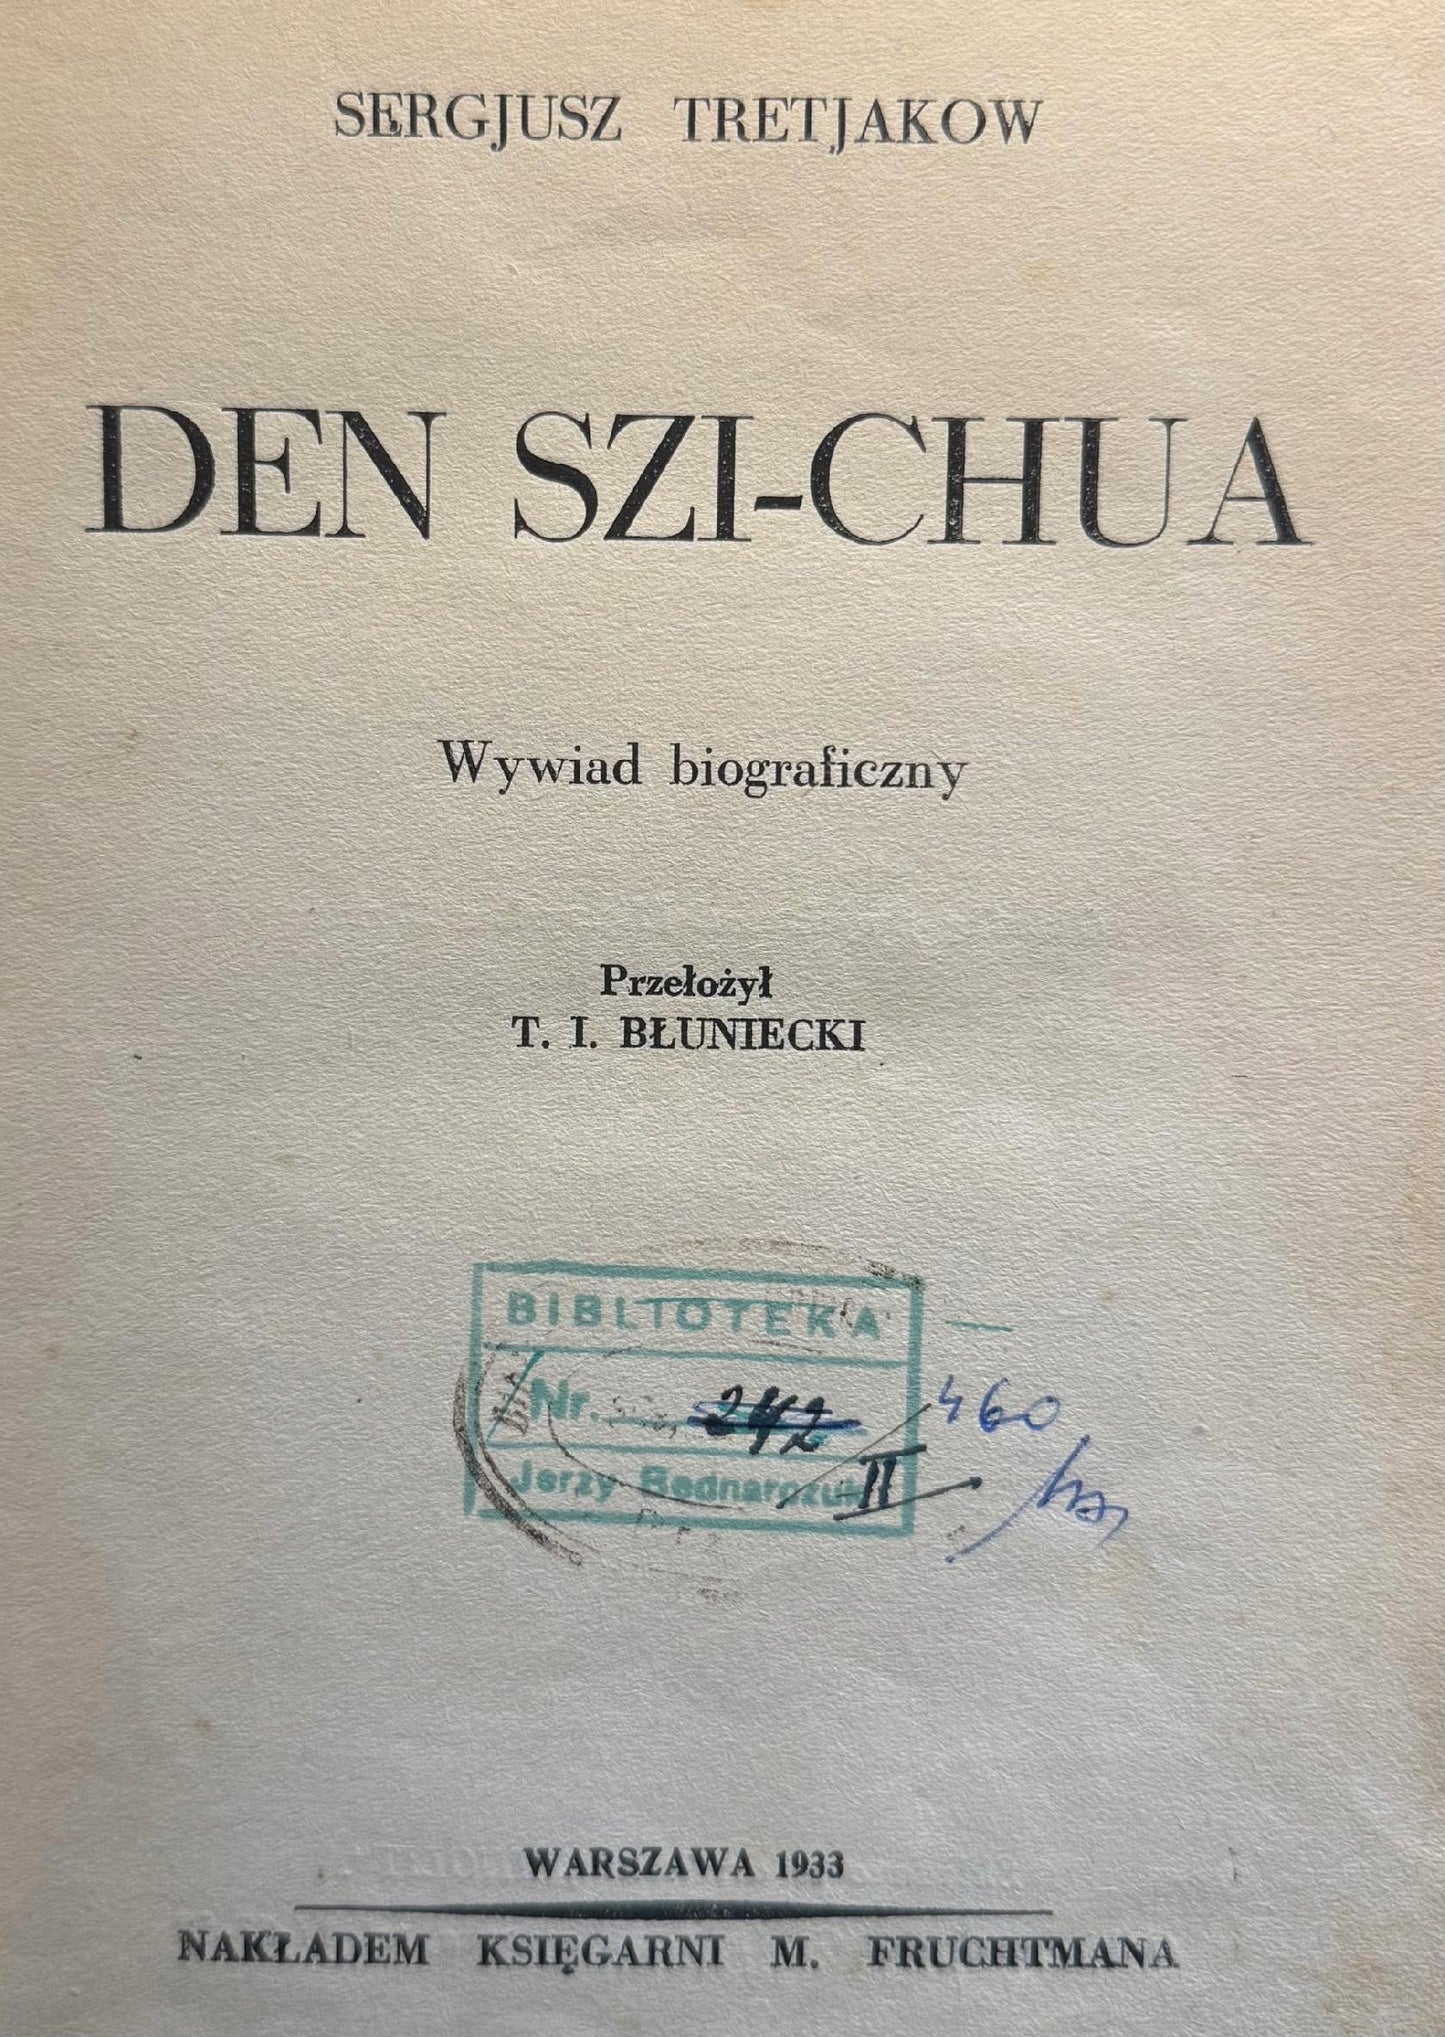 SERGJUSZ TRETJAKOW
DEN SZI-CHUA
Wywiad biograficzny
Przełożył
T. I. BŁUNIECKI
BIBLIOTEKA
Nr. 242 460
Jerzy Bednarczuk II
WARSZAWA 1933
NAKŁADEM KSIĘGARNI M. FRUCHTMANA